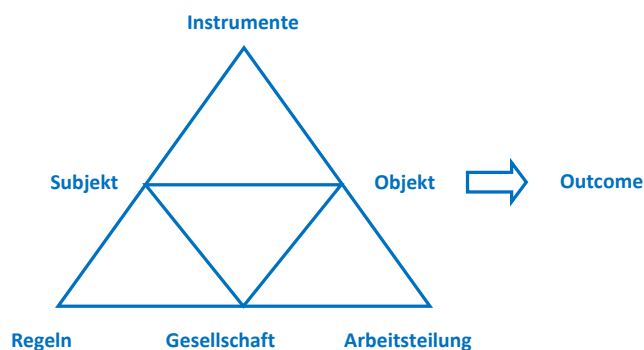 Instrumente
Subjekt
Objekt
Outcome
Regeln
Gesellschaft
Arbeitsteilung